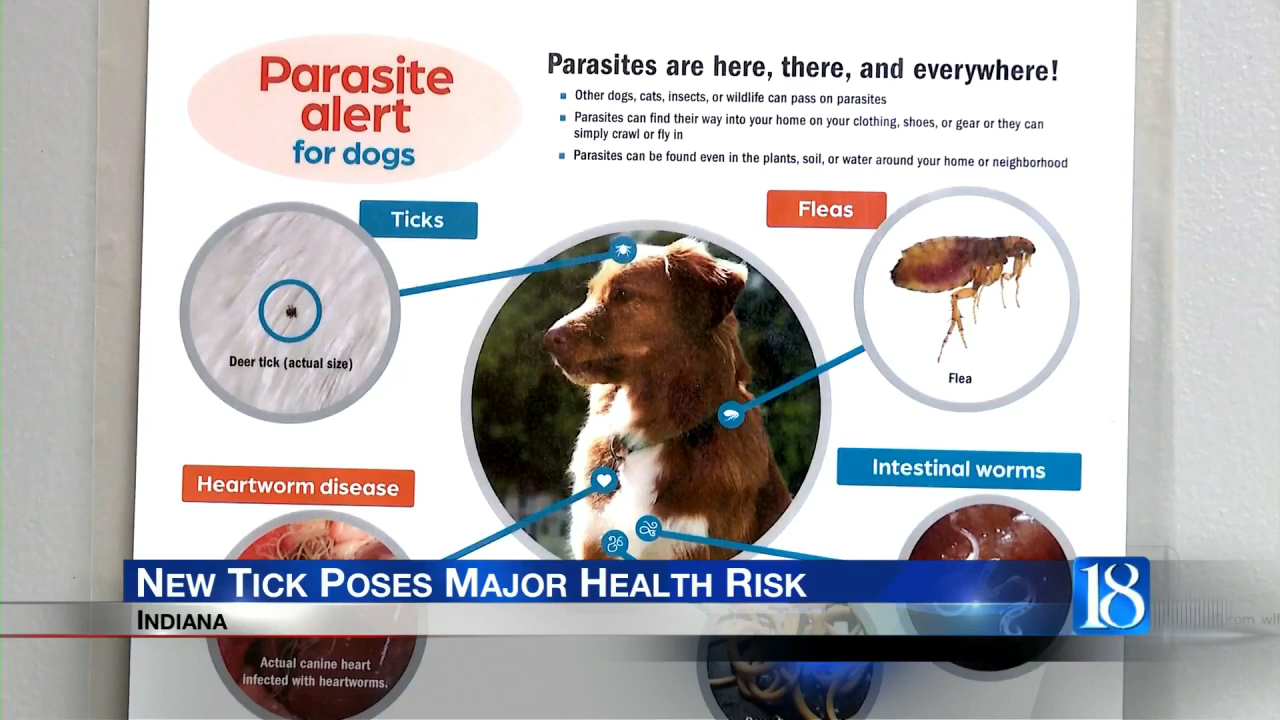 Parasite
alert
for dogs
Parasites are here, there, and everywhere!
Other dogs, cats, insects, or wildlife can pass on parasites
Parasites can find their way into your home on your clothing, shoes, or gear or they can
simply crawl or fly in
Parasites can be found even in the plants, soil, or water around your home or neighborhood
Ticks
Fleas
Deer tick (actual size)
Flea
Heartworm disease
Intestinal worms
NEW TICK POSES MAJOR HEALTH RISK
INDIANA
18
Actual canine heart
infected with heartworms.